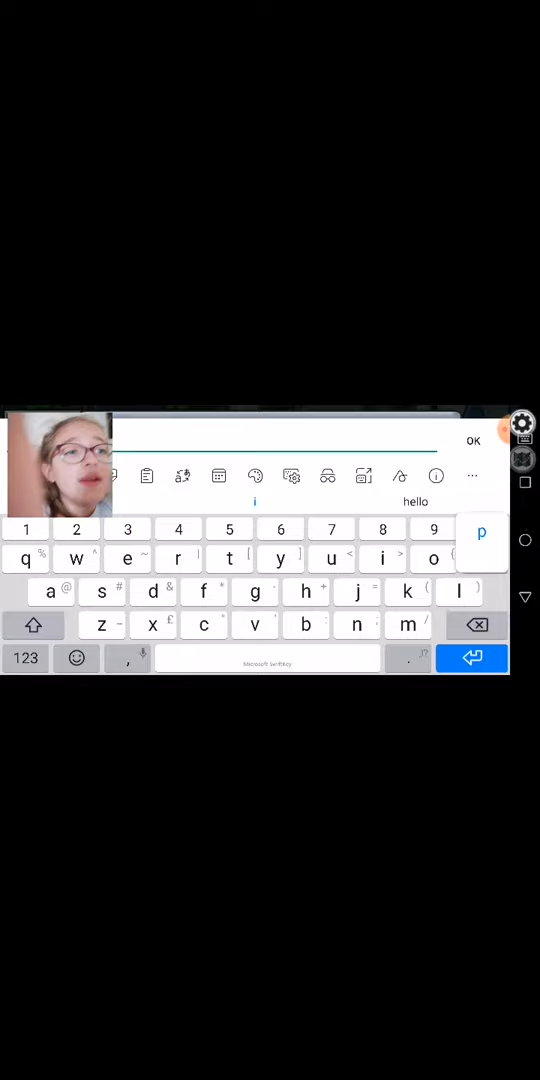 OK
i hello
1 2 3 4 5 6 7 8 9 p
q % w ^ e ~ r | t [ y ] u < i > o {
a @ s # d & f * g - h + j = k ( l )
z _ x £ c " v ' b : n ; m /
123 , . ,!?
Microsoft SwiftKey